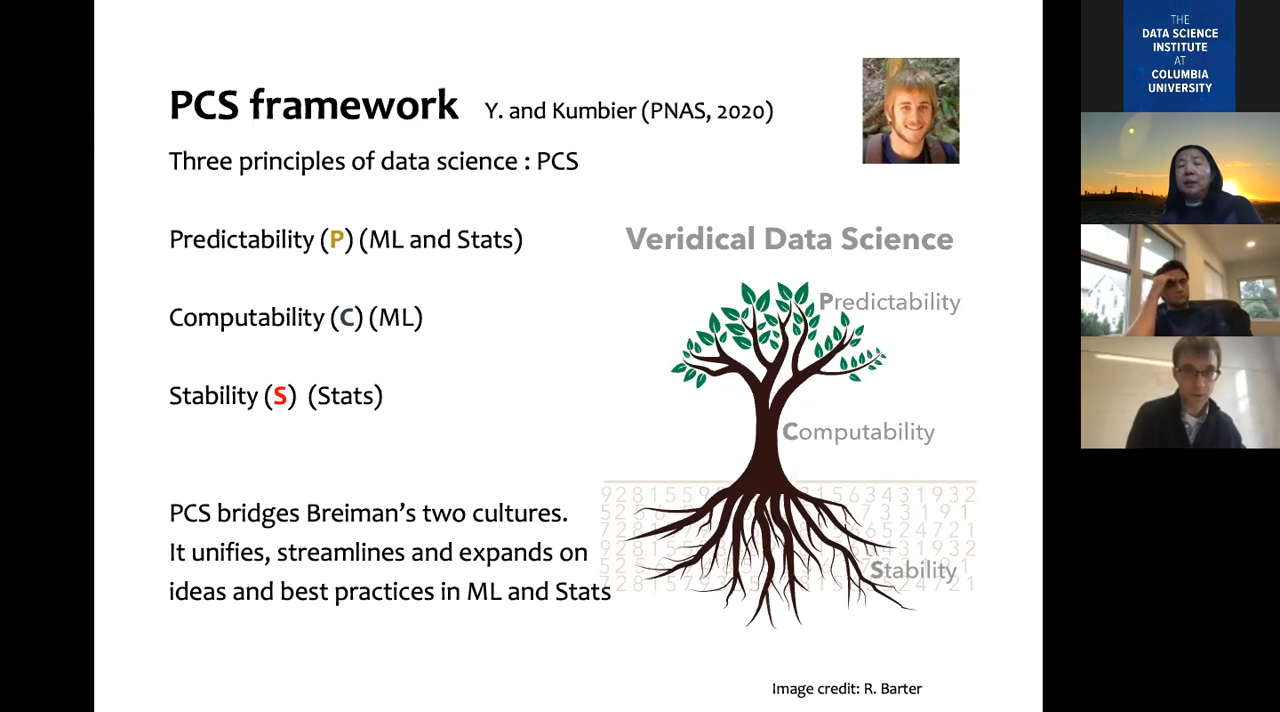 PCS framework Y. and Kumbier (PNAS, 2020)
Three principles of data science : PCS
Predictability (P) (ML and Stats)
Computability (C) (ML)
Stability (S) (Stats)
PCS bridges Breiman’s two cultures.
It unifies, streamlines and expands on
ideas and best practices in ML and Stats
Veridical Data Science
Predictability
Computability
Stability
Image credit: R. Barter
THE
DATA SCIENCE
INSTITUTE
AT
COLUMBIA
UNIVERSITY